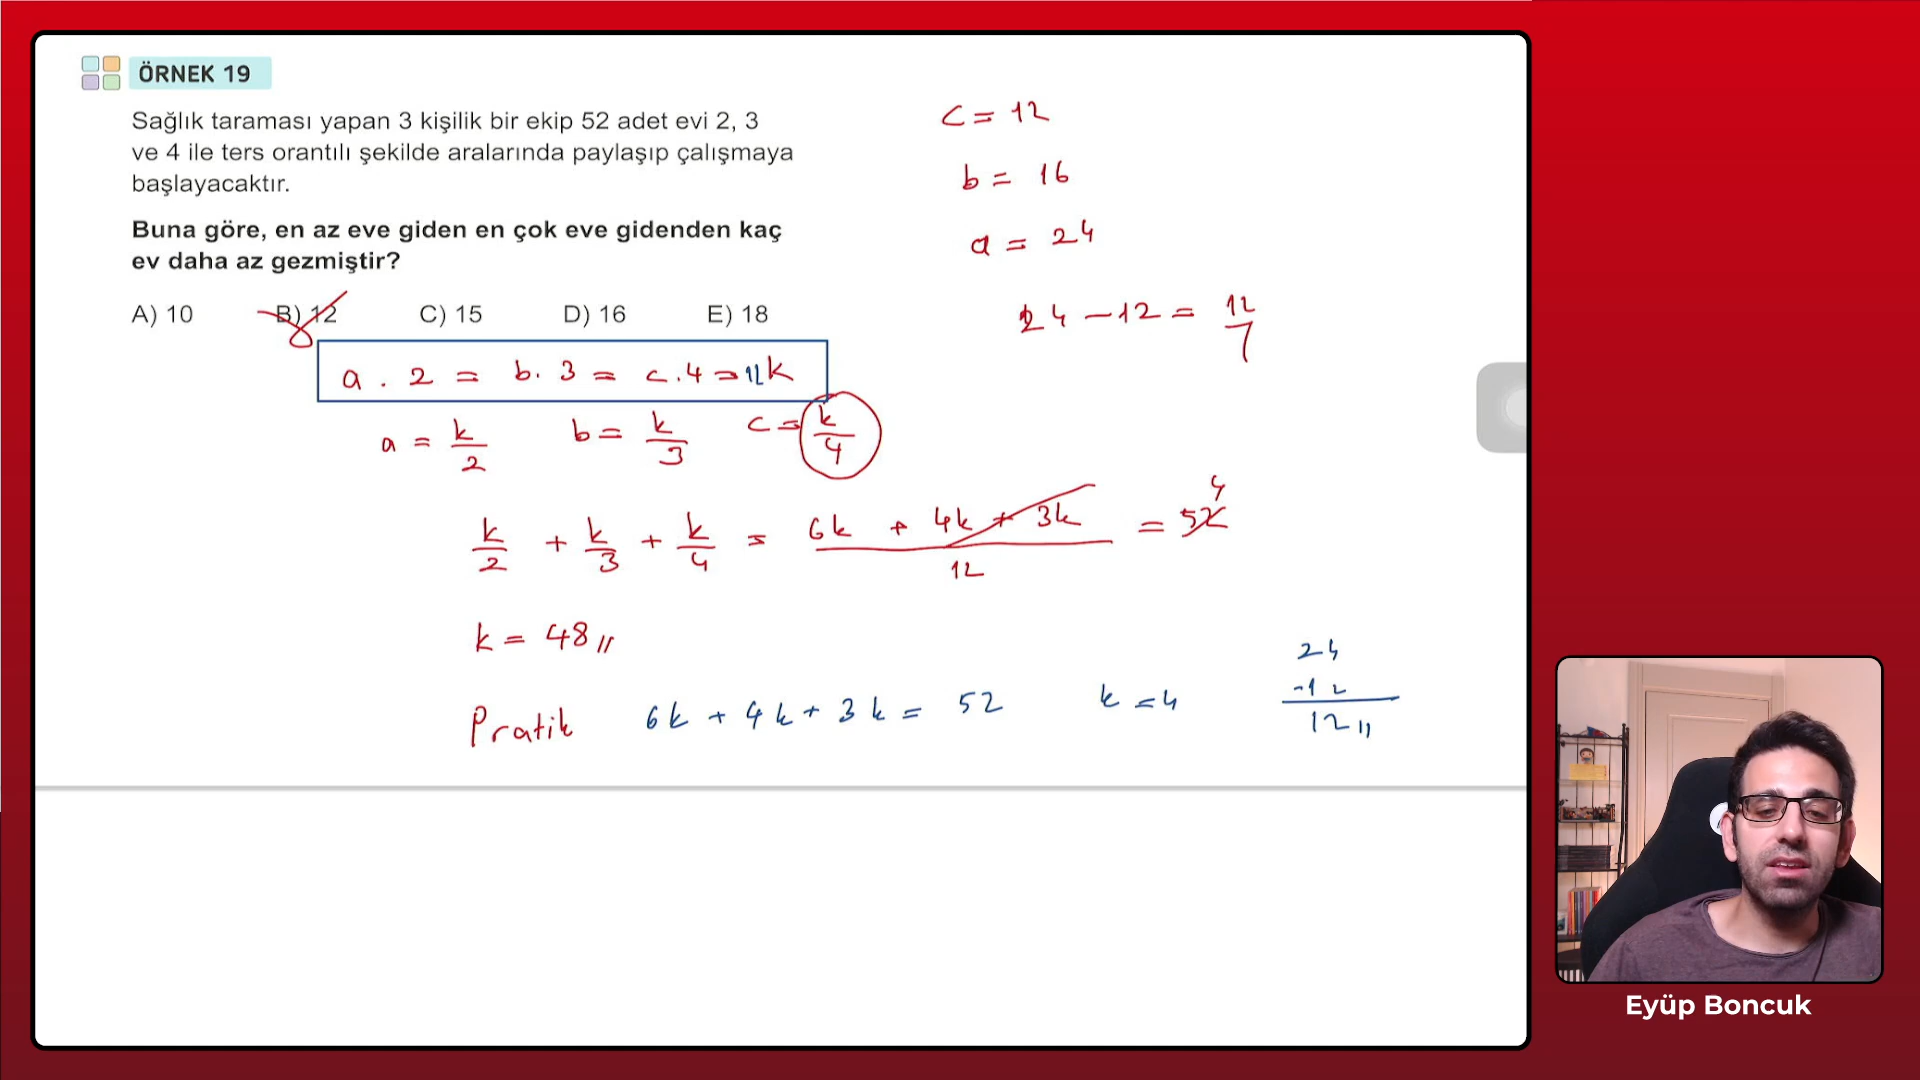 ÖRNEK 19
Sağlık taraması yapan 3 kişilik bir ekip 52 adet evi 2, 3
ve 4 ile ters orantılı şekilde aralarında paylaşıp çalışmaya
başlayacaktır.
Buna göre, en az eve giden en çok eve gidenden kaç
ev daha az gezmiştir?
A) 10 B) 12 C) 15 D) 16 E) 18
c = 12
b = 16
a = 24
24 - 12 = 12
a . 2 = b . 3 = c . 4 = 12k
a = k/2 b = k/3 c = k/4
k/2 + k/3 + k/4 = (6k + 4k + 3k)/12 = 52 4
k = 48 //
Pratik 6k + 4k + 3k = 52 k = 4
24
-12
12 //
Eyüp Boncuk